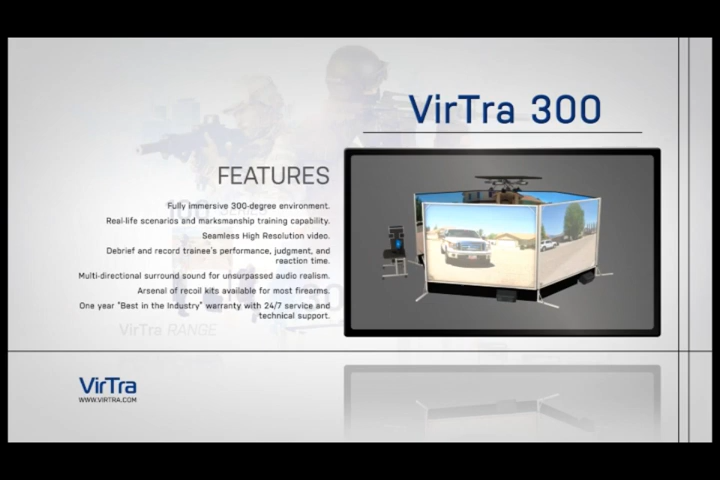 VirTra 300
FEATURES
Fully immersive 300-degree environment.
Real-life scenarios and marksmanship training capability.
Seamless High Resolution video.
Debrief and record trainee's performance, judgment, and
reaction time.
Multi-directional surround sound for unsurpassed audio realism.
Arsenal of recoil kits available for most firearms.
One year "Best in the Industry" warranty with 24/7 service and
technical support.
VirTra RANGE
VirTra
WWW.VIRTRA.COM